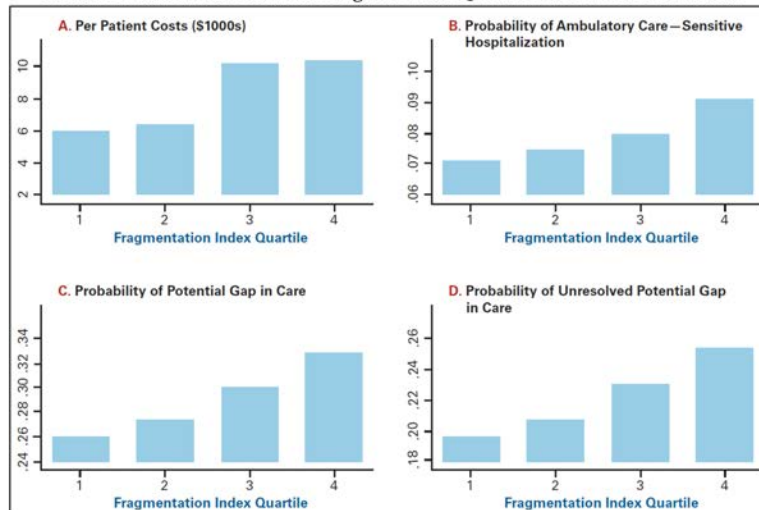 A. Per Patient Costs ($1000s)
10
8
6
4
2
1 2 3 4
Fragmentation Index Quartile
B. Probability of Ambulatory Care—Sensitive
Hospitalization
.10
.09
.08
.07
.06
1 2 3 4
Fragmentation Index Quartile
C. Probability of Potential Gap in Care
.34
.32
.30
.28
.26
.24
1 2 3 4
Fragmentation Index Quartile
D. Probability of Unresolved Potential Gap
in Care
.26
.24
.22
.20
.18
1 2 3 4
Fragmentation Index Quartile